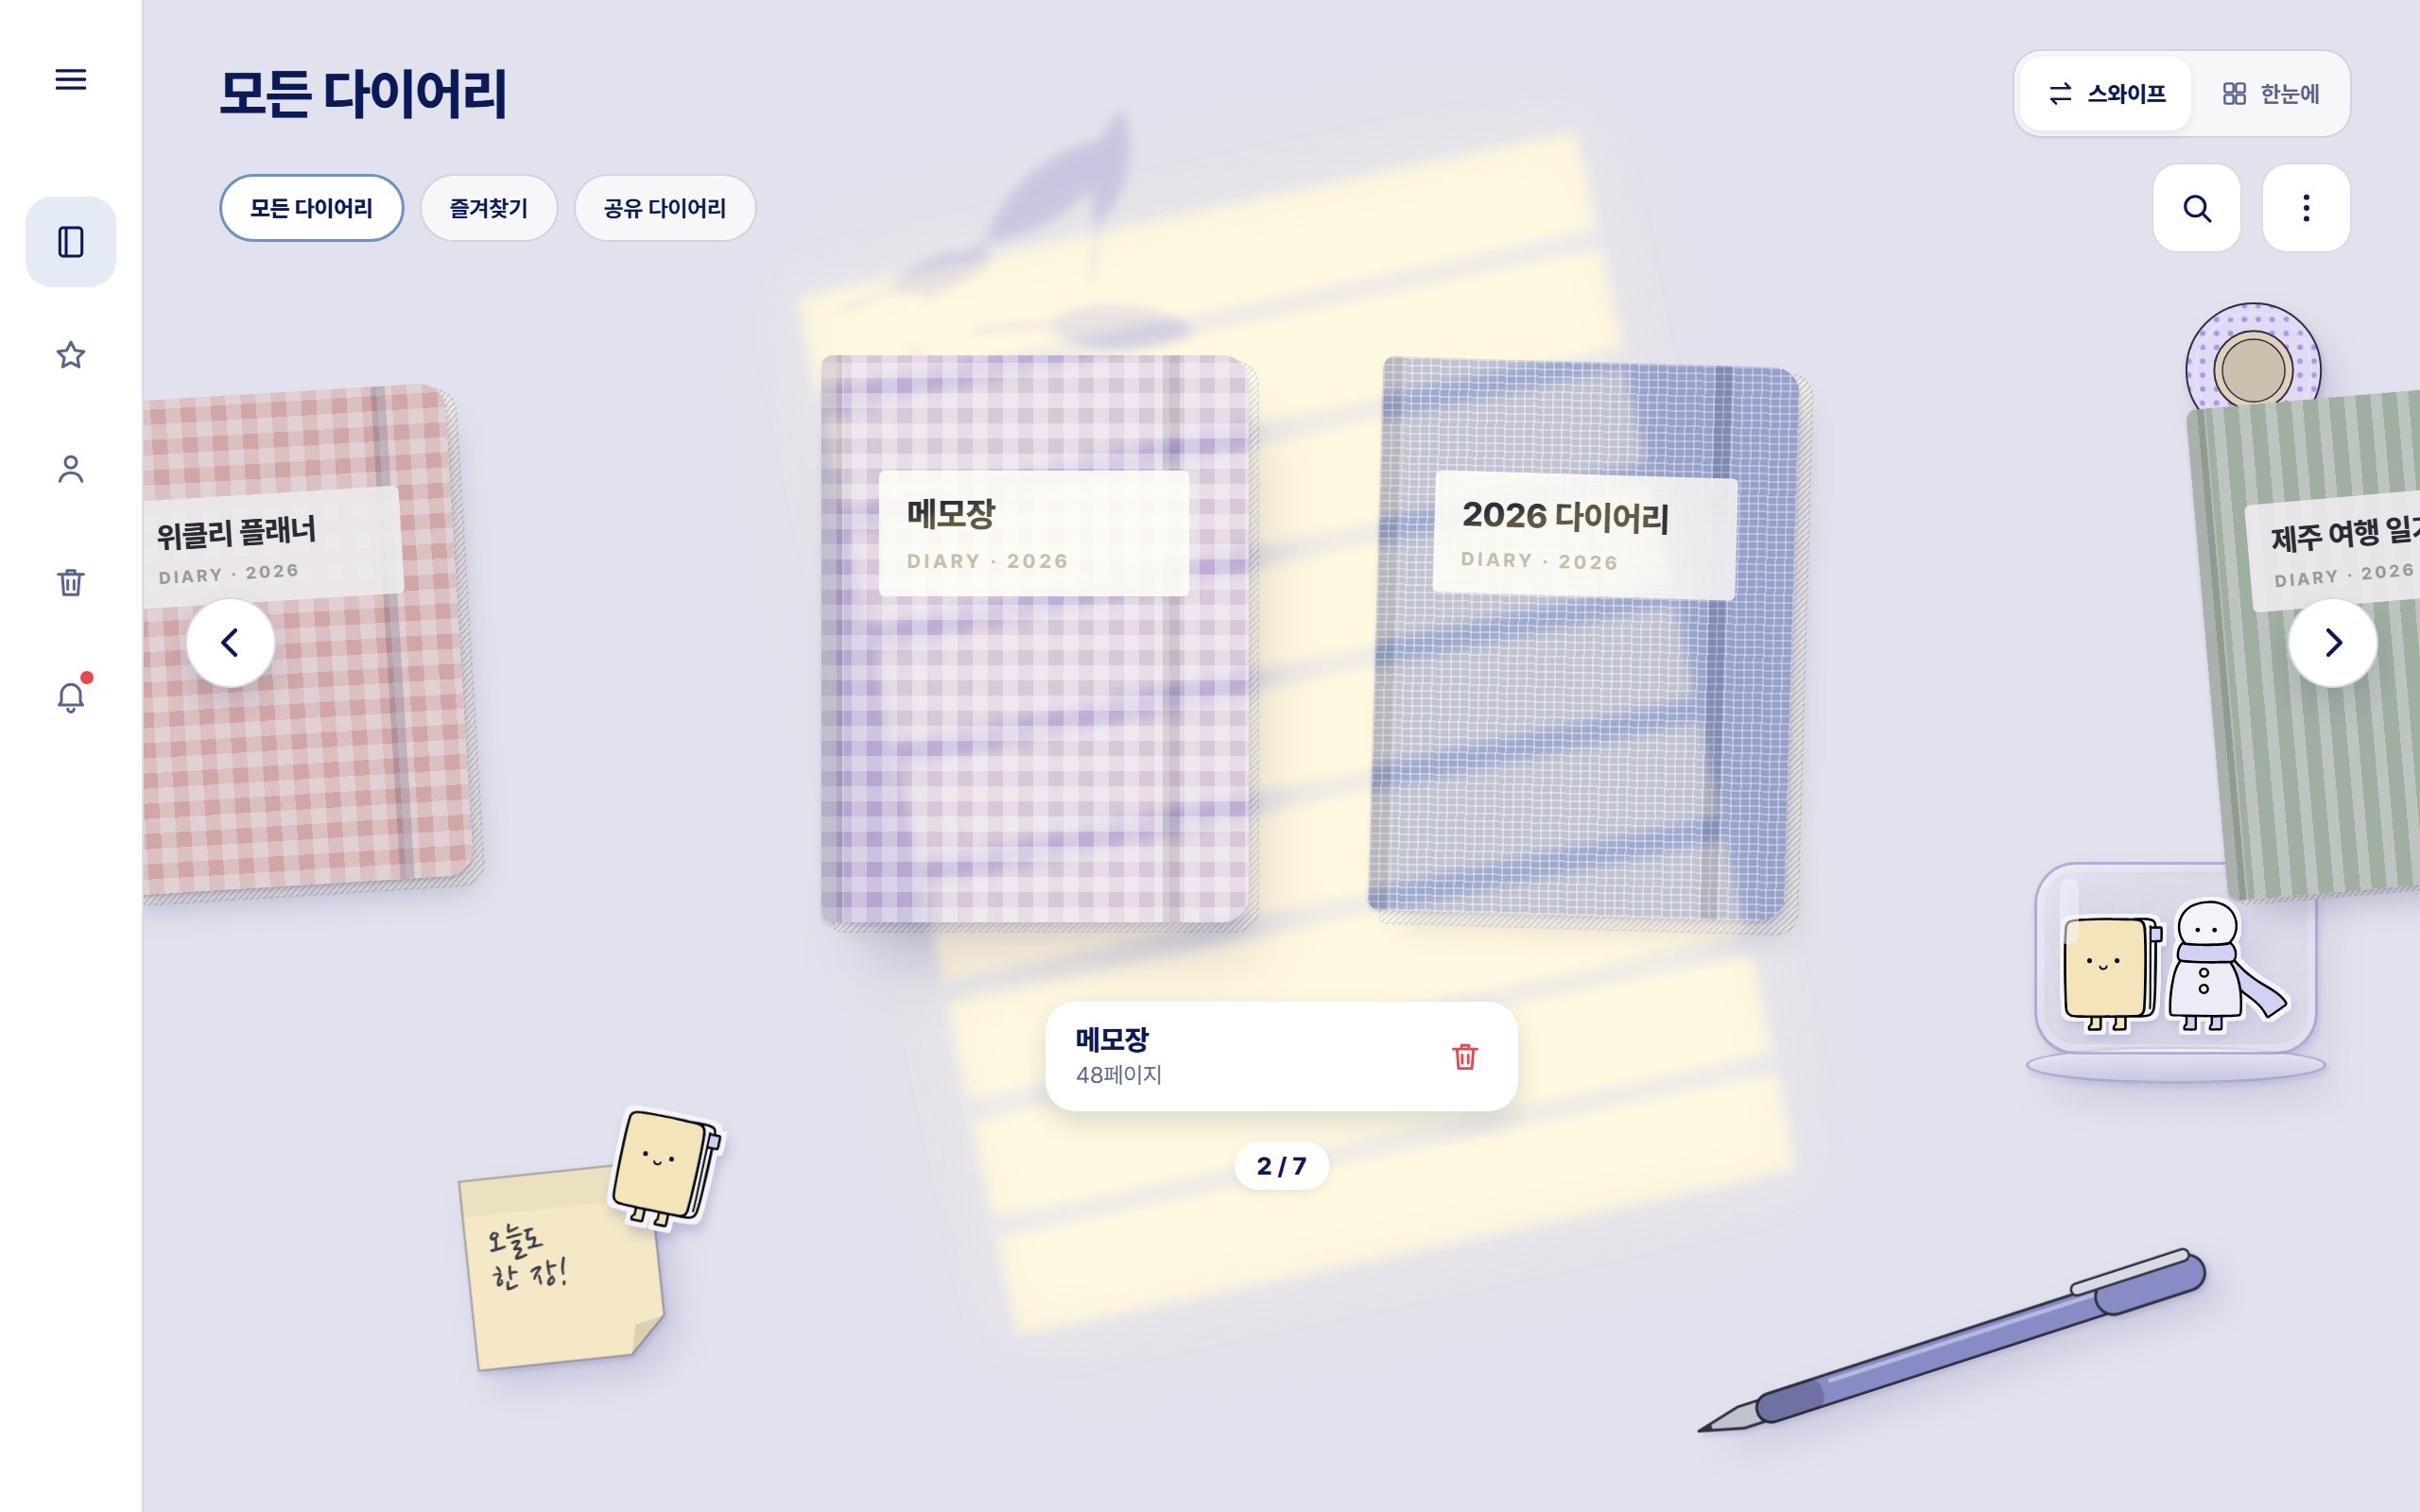 모든 다이어리
스와이프
한눈에
모든 다이어리
즐겨찾기
공유 다이어리
위클리 플래너
DIARY · 2026
메모장
DIARY · 2026
2026 다이어리
DIARY · 2026
제주 여행
DIARY · 2026
메모장
48페이지
2 / 7
오늘도
한 장!